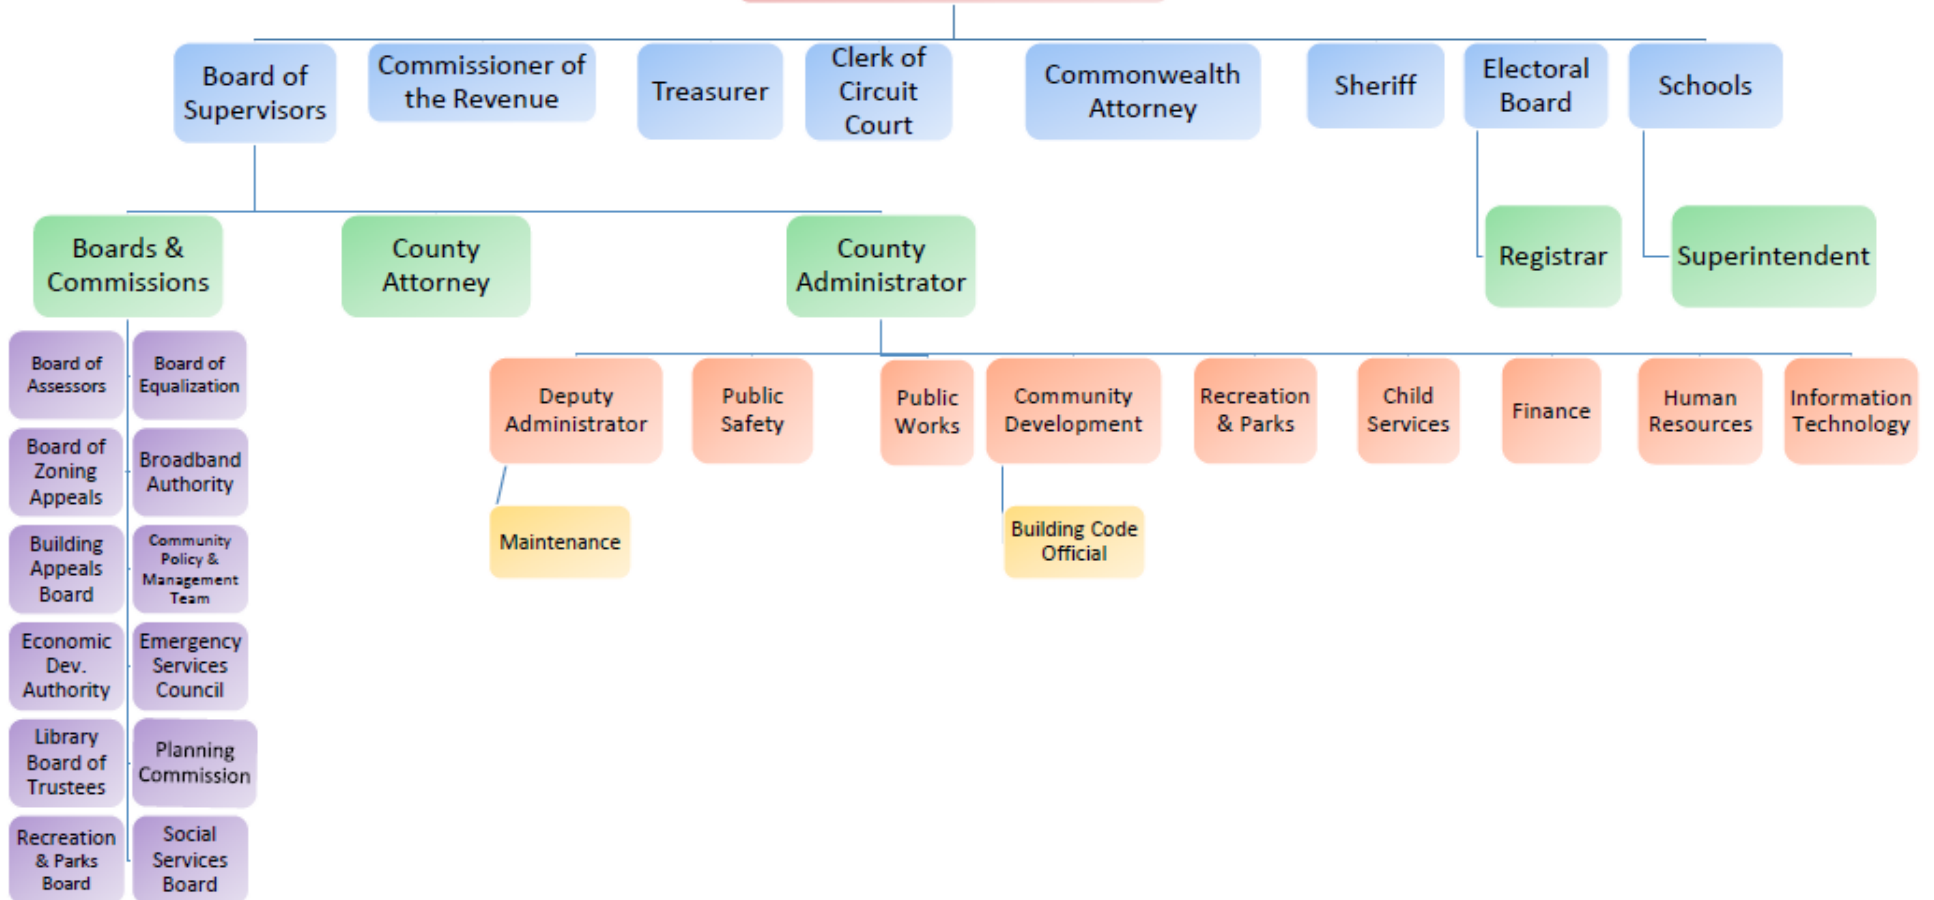 Board of
Supervisors
Commissioner of
the Revenue
Treasurer
Clerk of
Circuit
Court
Commonwealth
Attorney
Sheriff
Electoral
Board
Schools
Boards &
Commissions
County
Attorney
County
Administrator
Registrar
Superintendent
Board of
Assessors
Board of
Equalization
Board of
Zoning
Appeals
Broadband
Authority
Building
Appeals
Board
Community
Policy &
Management
Team
Economic
Dev.
Authority
Emergency
Services
Council
Library
Board of
Trustees
Planning
Commission
Recreation
& Parks
Board
Social
Services
Board
Deputy
Administrator
Public
Safety
Public
Works
Community
Development
Recreation
& Parks
Child
Services
Finance
Human
Resources
Information
Technology
Maintenance
Building Code
Official